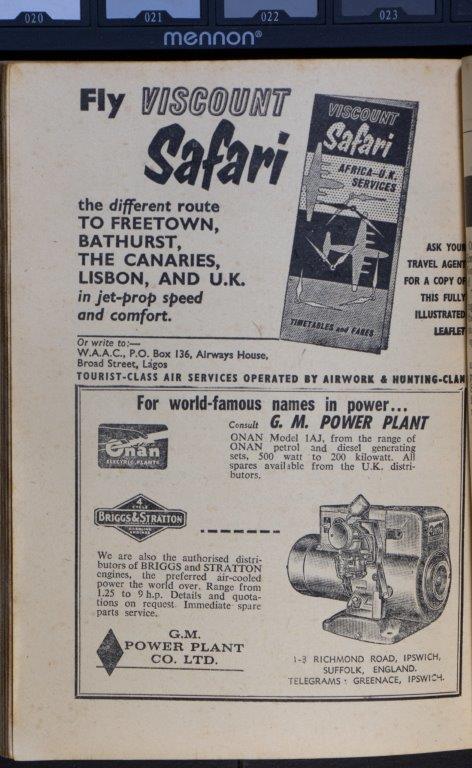 020 021 022 023
mennon®
Fly VISCOUNT
Safari
the different route
TO FREETOWN,
BATHURST,
THE CANARIES,
LISBON, AND U.K.
in jet-prop speed
and comfort.
VISCOUNT
Safari
AFRICA-U.K.
SERVICES
TIMETABLES and FARES
ASK YOUR
TRAVEL AGENT
FOR A COPY OF
THIS FULLY
ILLUSTRATED
LEAFLET
Or write to:—
W.A.A.C., P.O. Box 136, Airways House,
Broad Street, Lagos
TOURIST-CLASS AIR SERVICES OPERATED BY AIRWORK & HUNTING-CLAN
For world-famous names in power...
Consult G. M. POWER PLANT
ONAN Model 1AJ, from the range of
ONAN petrol and diesel generating
sets, 500 watt to 200 kilowatt. All
spares available from the U.K. distri-
butors.
Onan
ELECTRIC PLANTS
4
CYCLE
BRIGGS & STRATTON
GASOLINE
ENGINES
We are also the authorised distri-
butors of BRIGGS and STRATTON
engines, the preferred air-cooled
power the world over. Range from
1.25 to 9 h.p. Details and quota-
tions on request. Immediate spare
parts service.
G.M.
POWER PLANT
CO. LTD.
1-3 RICHMOND ROAD, IPSWICH,
SUFFOLK, ENGLAND.
TELEGRAMS : GREENACE, IPSWICH.